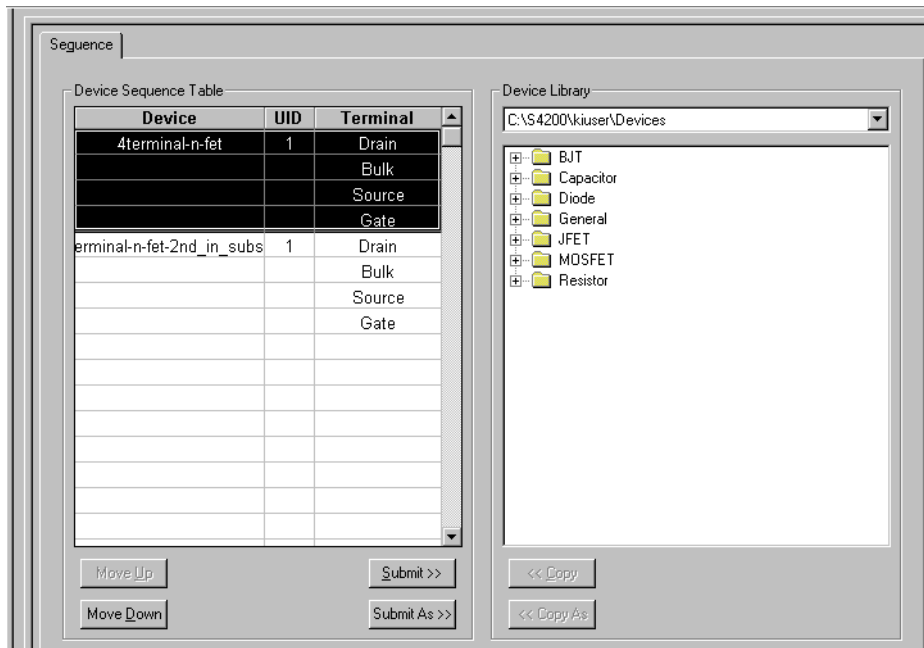 Seguence
Device Sequence Table
Device UID Terminal
4terminal-n-fet 1 Drain
Bulk
Source
Gate
erminal-n-fet-2nd_in_subs 1 Drain
Bulk
Source
Gate
Move Up
Submit >>
Move Down
Submit As >>
Device Library
C:\S4200\kiuser\Devices
BJT
Capacitor
Diode
General
JFET
MOSFET
Resistor
<< Copy
<< Copy As